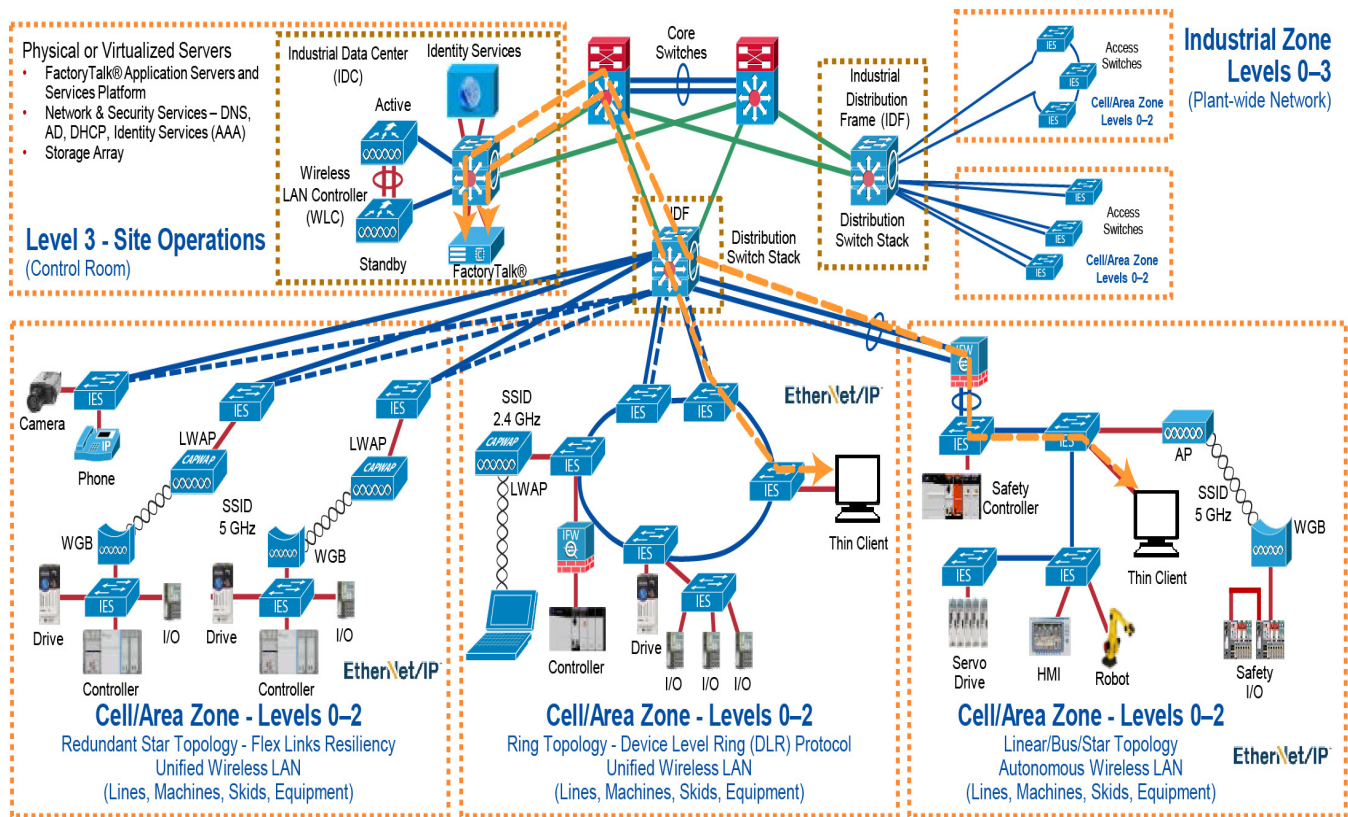 Physical or Virtualized Servers
• FactoryTalk® Application Servers and
Services Platform
• Network & Security Services – DNS,
AD, DHCP, Identity Services (AAA)
• Storage Array
Level 3 - Site Operations
(Control Room)
Industrial Data Center
(IDC)
Identity Services
Active
Wireless
LAN Controller
(WLC)
Standby
FactoryTalk®
Core
Switches
Industrial
Distribution
Frame (IDF)
Distribution
Switch Stack
IDF
Distribution
Switch Stack
IES
IES
IES
Access
Switches
Cell/Area Zone
Levels 0–2
IES
IES
IES
Access
Switches
Cell/Area Zone
Levels 0–2
Industrial Zone
Levels 0–3
(Plant-wide Network)
Camera
IES
IP
Phone
IES
LWAP
CAPWAP
IES
LWAP
CAPWAP
SSID
5 GHz
WGB
WGB
IES
IES
Drive
I/O
Drive
I/O
Controller
Controller
EtherNet/IP™
Cell/Area Zone - Levels 0–2
Redundant Star Topology - Flex Links Resiliency
Unified Wireless LAN
(Lines, Machines, Skids, Equipment)
SSID
2.4 GHz
CAPWAP
LWAP
IES
IES
IES
IES
IES
EtherNet/IP™
Thin Client
IFW
Controller
Drive
IES
I/O
I/O
I/O
Cell/Area Zone - Levels 0–2
Ring Topology - Device Level Ring (DLR) Protocol
Unified Wireless LAN
(Lines, Machines, Skids, Equipment)
IFW
IES
IES
AP
Safety
Controller
SSID
5 GHz
WGB
Thin Client
IES
IES
Servo
Drive
HMI
Robot
Safety
I/O
Cell/Area Zone - Levels 0–2
Linear/Bus/Star Topology
Autonomous Wireless LAN
(Lines, Machines, Skids, Equipment)
EtherNet/IP™